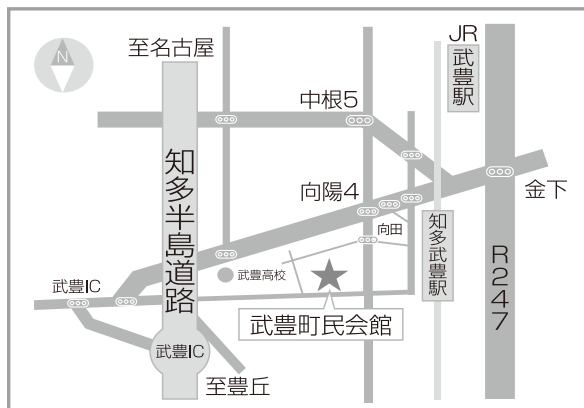 至名古屋
JR
武豊駅
N
中根5
知多半島道路
向陽4
金下
向田
知多武豊駅
武豊IC
武豊高校
R247
武豊町民会館
武豊IC
至豊丘